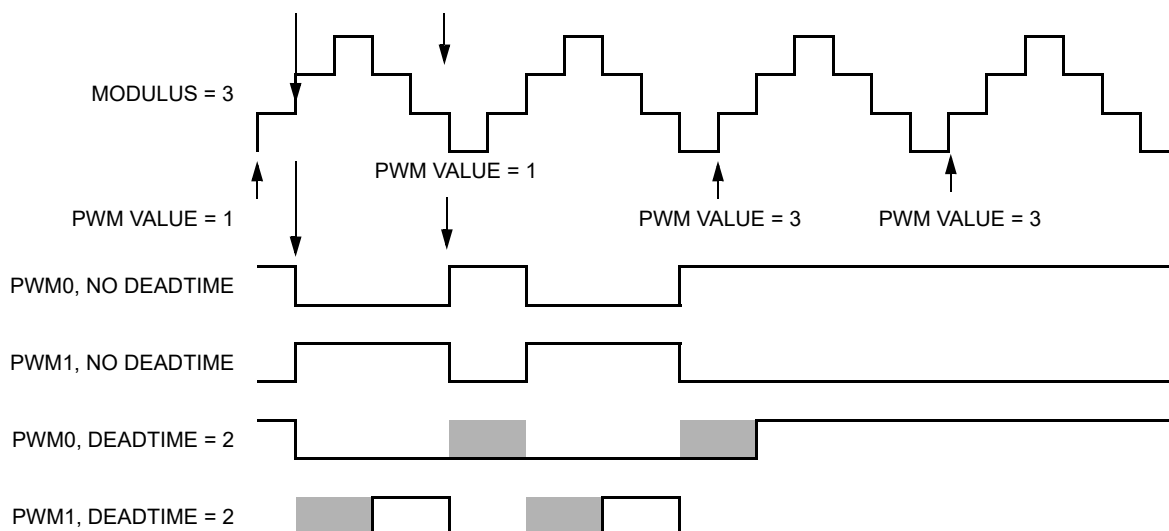 MODULUS = 3
PWM VALUE = 1
PWM VALUE = 1
PWM VALUE = 3
PWM VALUE = 3
PWM0, NO DEADTIME
PWM1, NO DEADTIME
PWM0, DEADTIME = 2
PWM1, DEADTIME = 2